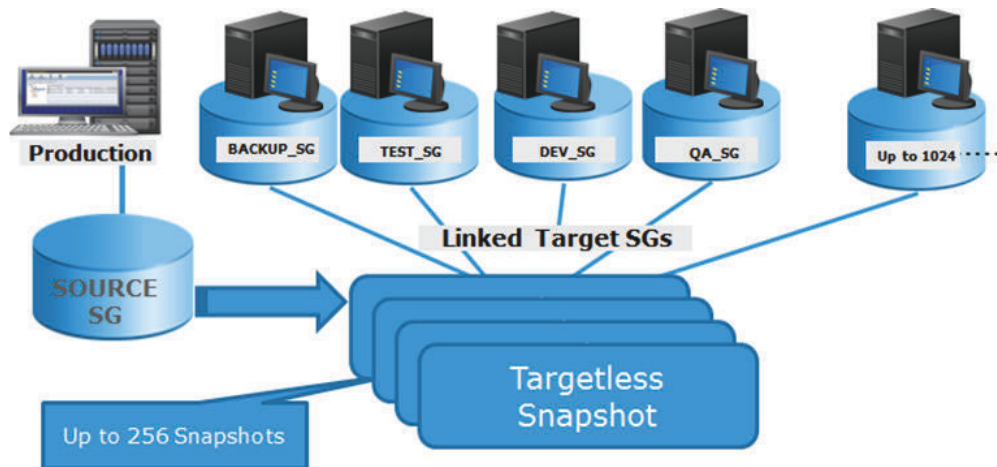 Production
BACKUP_SG
TEST_SG
DEV_SG
QA_SG
Up to 1024
Linked Target SGs
SOURCE
SG
Targetless
Snapshot
Up to 256 Snapshots